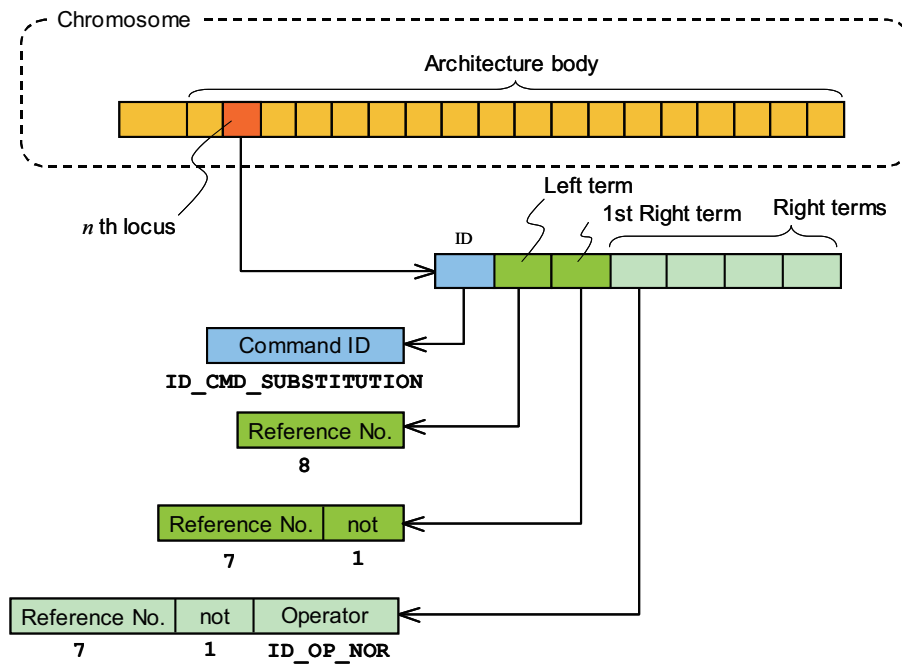 Chromosome
Architecture body
n th locus
Left term
1st Right term
Right terms
ID
Command ID
ID_CMD_SUBSTITUTION
Reference No.
8
Reference No. not
7 1
Reference No. not Operator
7 1 ID_OP_NOR